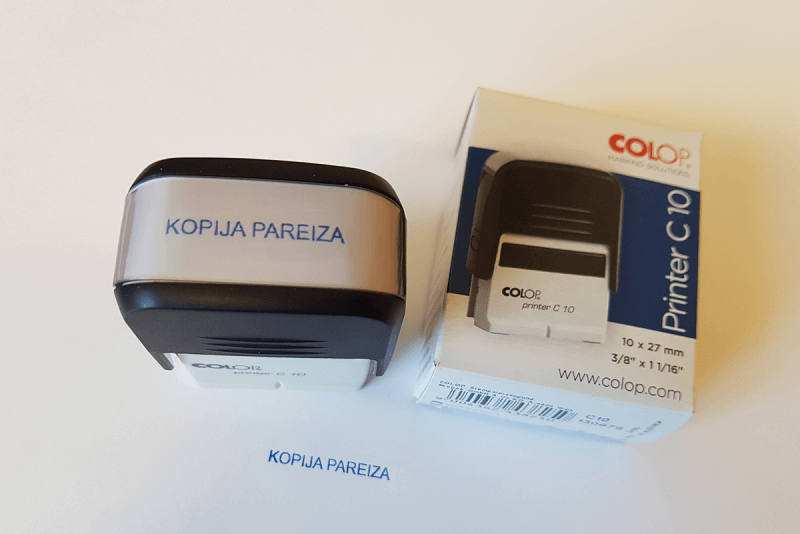 KOPIJA PAREIZA
COLOP
printer C 10
KOPIJA PAREIZA
COLOP
MARKING SOLUTIONS
Printer C 10
COLOP
printer C 10
10 x 27 mm
3/8" x 1 1/16"
www.colop.com
C10